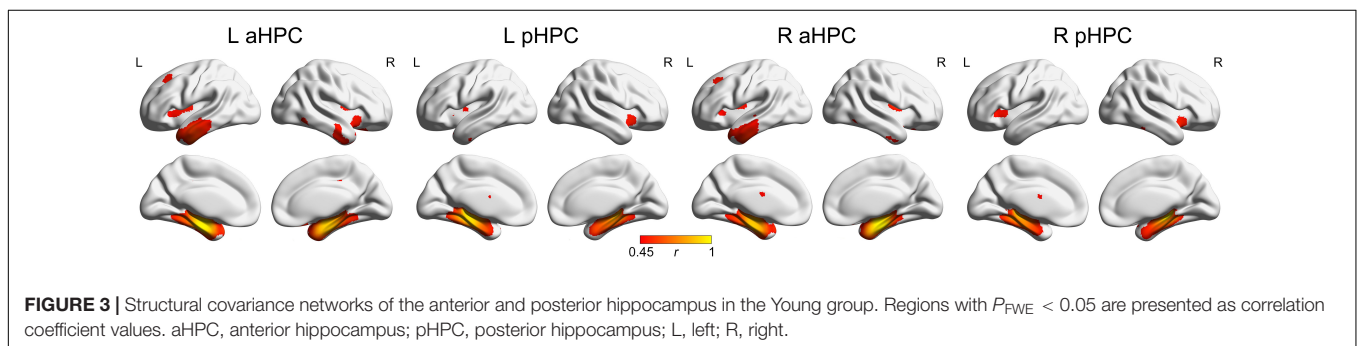 L aHPC L pHPC R aHPC R pHPC
L R L R L R L R
0.45 r 1
FIGURE 3 | Structural covariance networks of the anterior and posterior hippocampus in the Young group. Regions with P_FWE < 0.05 are presented as correlation
coefficient values. aHPC, anterior hippocampus; pHPC, posterior hippocampus; L, left; R, right.